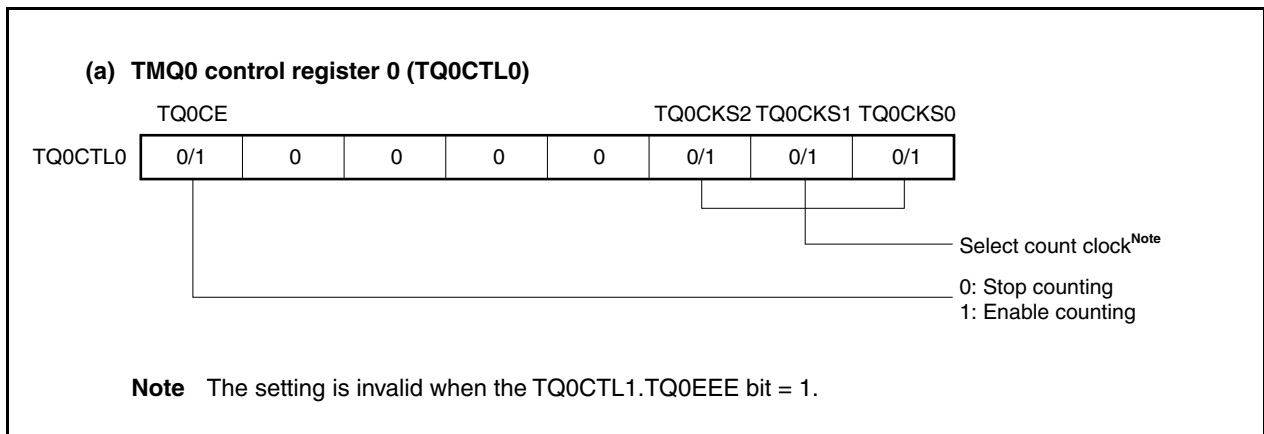 (a) TMQ0 control register 0 (TQ0CTL0)
TQ0CE TQ0CKS2 TQ0CKS1 TQ0CKS0
TQ0CTL0 0/1 0 0 0 0 0/1 0/1 0/1
Select count clock Note
0: Stop counting
1: Enable counting
Note The setting is invalid when the TQ0CTL1.TQ0EEE bit = 1.